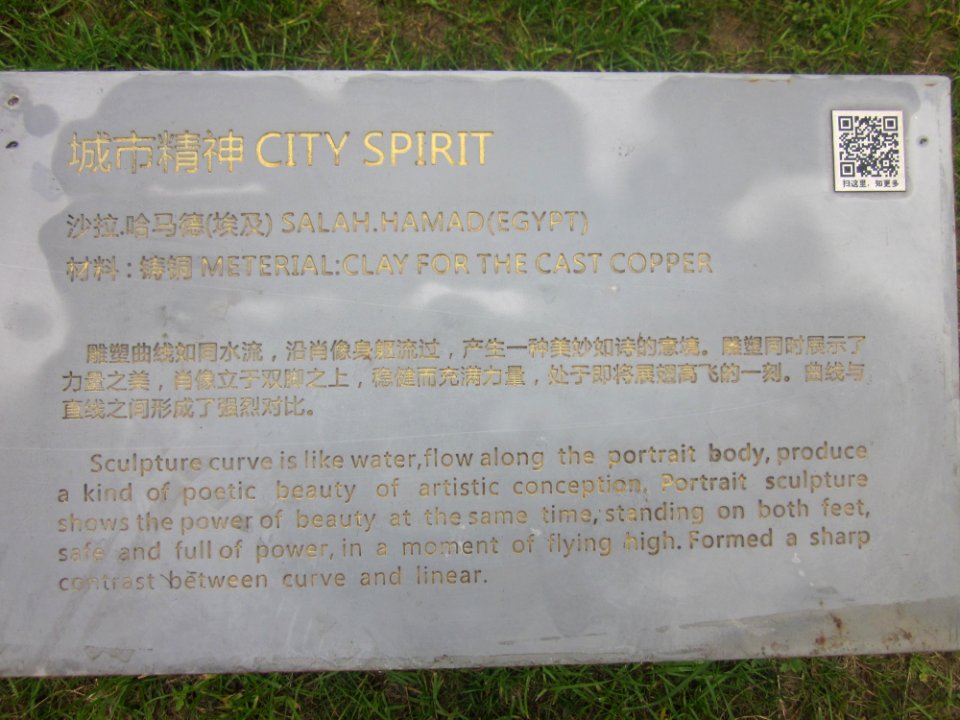 城市精神 CITY SPIRIT
扫这里，知更多
沙拉.哈马德(埃及) SALAH.HAMAD(EGYPT)
材料：铸铜 METERIAL:CLAY FOR THE CAST COPPER
雕塑曲线如同水流，沿肖像身躯流过，产生一种美妙如诗的意境。雕塑同时展示了
力量之美，肖像立于双脚之上，稳健而充满力量，处于即将展翅高飞的一刻。曲线与
直线之间形成了强烈对比。
Sculpture curve is like water,flow along the portrait body, produce
a kind of poetic beauty of artistic conception. Portrait sculpture
shows the power of beauty at the same time, standing on both feet,
safe and full of power, in a moment of flying high. Formed a sharp
contrast between curve and linear.